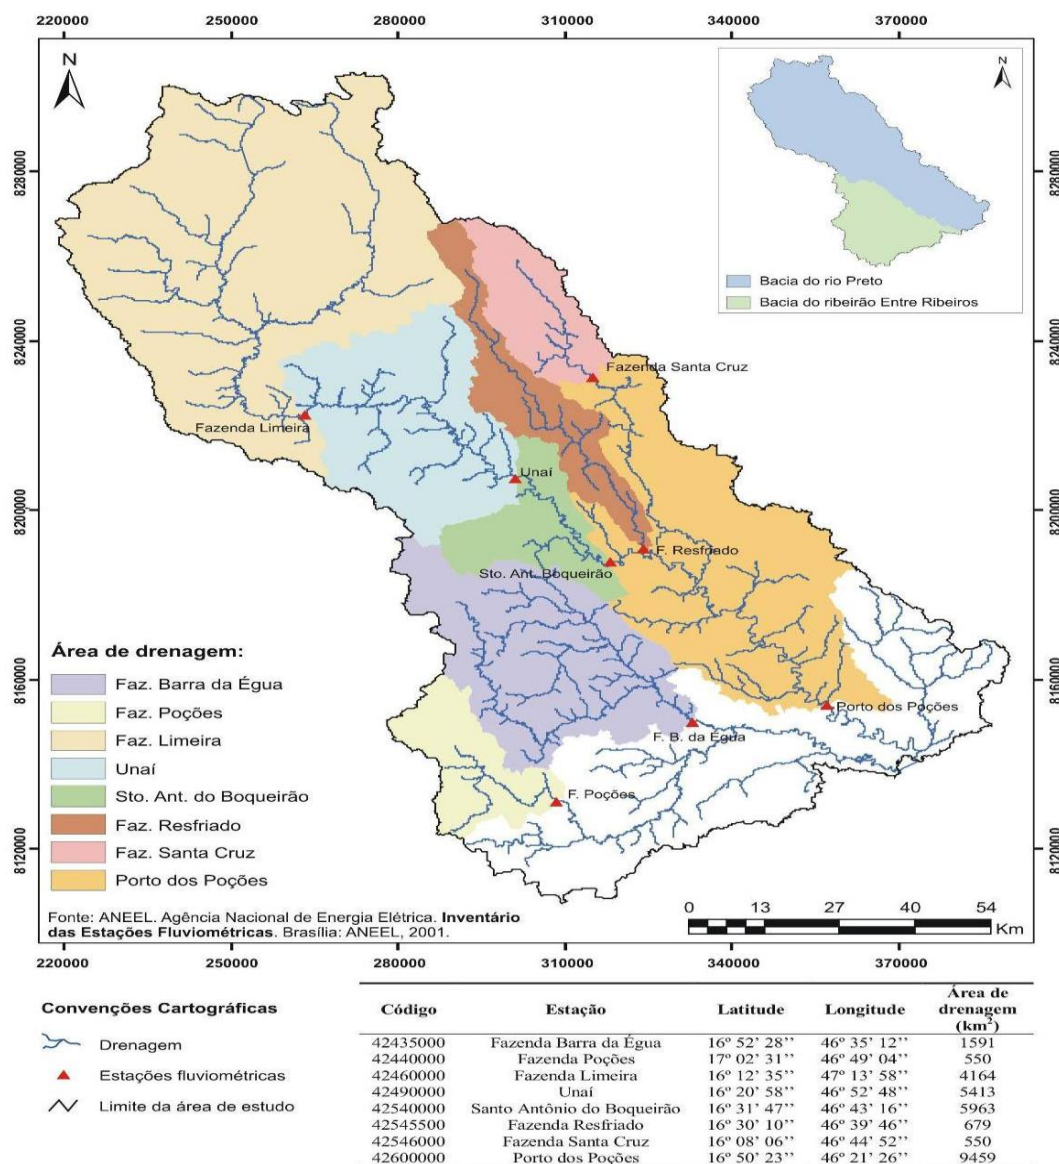 220000 250000 280000 310000 340000 370000
N
N
8280000
8280000
Bacia do rio Preto
Bacia do ribeirão Entre Ribeiros
8240000
8240000
Fazenda Santa Cruz
Fazenda Limeira
Unaí
8200000
8200000
F. Resfriado
Sto. Ant. Boqueirão
Área de drenagem:
Faz. Barra da Égua
8160000
8160000
Porto dos Poções
Faz. Poções
F. B. da Égua
Faz. Limeira
Unaí
Sto. Ant. do Boqueirão
F. Poções
Faz. Resfriado
8120000
8120000
Faz. Santa Cruz
Porto dos Poções
Fonte: ANEEL. Agência Nacional de Energia Elétrica. Inventário
das Estações Fluviométricas. Brasília: ANEEL, 2001.
0 13 27 40 54
Km
220000 250000 280000 310000 340000 370000
Convenções Cartográficas
Drenagem
Estações fluviométricas
Limite da área de estudo
Código Estação Latitude Longitude Área de drenagem (km²)
42435000 Fazenda Barra da Égua 16º 52' 28'' 46º 35' 12'' 1591
42440000 Fazenda Poções 17º 02' 31'' 46º 49' 04'' 550
42460000 Fazenda Limeira 16º 12' 35'' 47º 13' 58'' 4164
42490000 Unaí 16º 20' 58'' 46º 52' 48'' 5413
42540000 Santo Antônio do Boqueirão 16º 31' 47'' 46º 43' 16'' 5963
42545500 Fazenda Resfriado 16º 30' 10'' 46º 39' 46'' 679
42546000 Fazenda Santa Cruz 16º 08' 06'' 46º 44' 52'' 550
42600000 Porto dos Poções 16º 50' 23'' 46º 21' 26'' 9459